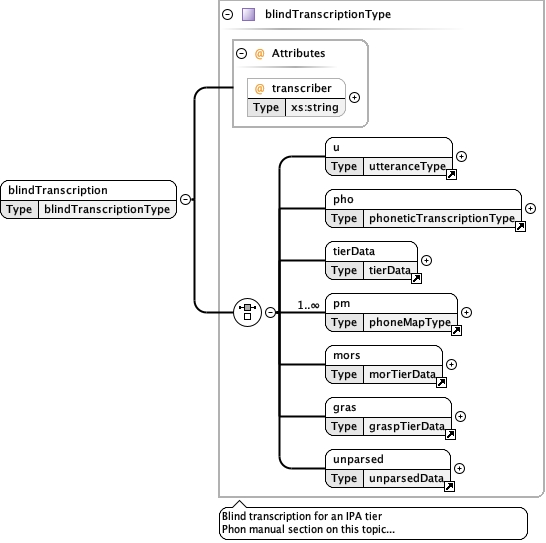 blindTranscriptionType
@ Attributes
@ transcriber
Type xs:string
blindTranscription
Type blindTranscriptionType
u
Type utteranceType
pho
Type phoneticTranscriptionType
tierData
Type tierData
1..∞
pm
Type phoneMapType
mors
Type morTierData
gras
Type graspTierData
unparsed
Type unparsedData
Blind transcription for an IPA tier
Phon manual section on this topic...